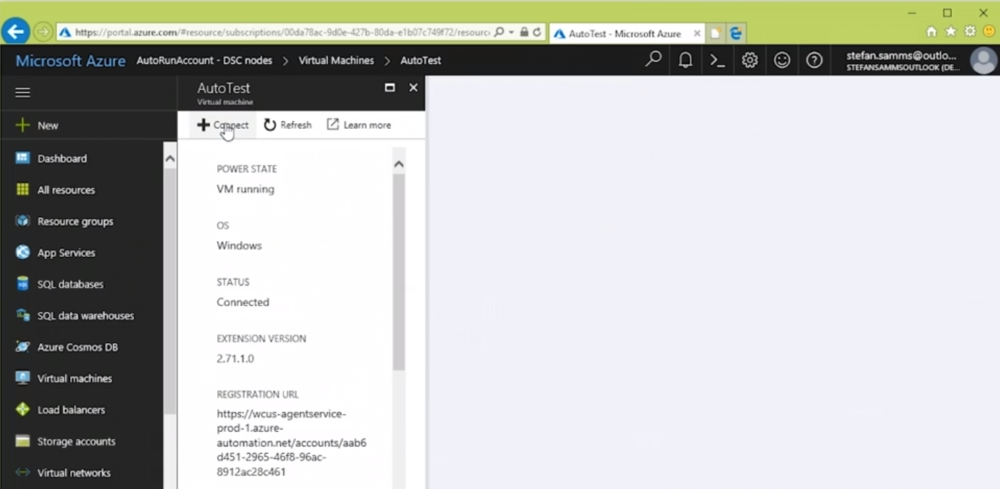 https://portal.azure.com/#resource/subscriptions/00da78ac-9d0e-427b-80da-e1b07c749f72/resourc
AutoTest - Microsoft Azure
Microsoft Azure AutoRunAccount - DSC nodes > Virtual Machines > AutoTest
stefan.samms@outlo...
STEFANSAMMSOUTLOOK (DE...
AutoTest
Virtual machine
New
Connect Refresh Learn more
Dashboard
All resources
Resource groups
App Services
SQL databases
SQL data warehouses
Azure Cosmos DB
Virtual machines
Load balancers
Storage accounts
Virtual networks
POWER STATE
VM running
OS
Windows
STATUS
Connected
EXTENSION VERSION
2.71.1.0
REGISTRATION URL
https://wcus-agentservice-
prod-1.azure-
automation.net/accounts/aab6
d451-2965-46f8-96ac-
8912ac28c461